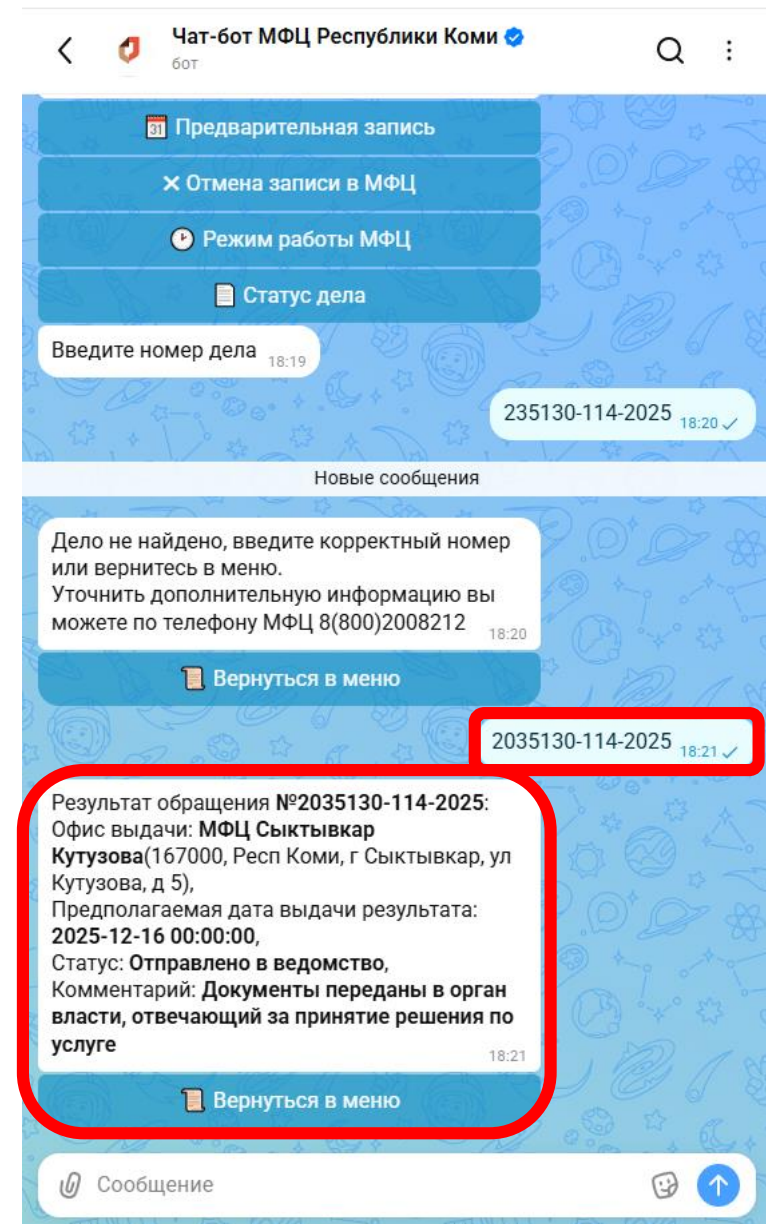 Чат-бот МФЦ Республики Коми
бот
31 Предварительная запись
✕ Отмена записи в МФЦ
Режим работы МФЦ
Статус дела
Введите номер дела 18:19
235130-114-2025 18:20
Новые сообщения
Дело не найдено, введите корректный номер
или вернитесь в меню.
Уточнить дополнительную информацию вы
можете по телефону МФЦ 8(800)2008212 18:20
Вернуться в меню
2035130-114-2025 18:21
Результат обращения №2035130-114-2025:
Офис выдачи: МФЦ Сыктывкар
Кутузова(167000, Респ Коми, г Сыктывкар, ул
Кутузова, д 5),
Предполагаемая дата выдачи результата:
2025-12-16 00:00:00,
Статус: Отправлено в ведомство,
Комментарий: Документы переданы в орган
власти, отвечающий за принятие решения по
услуге 18:21
Вернуться в меню
Сообщение